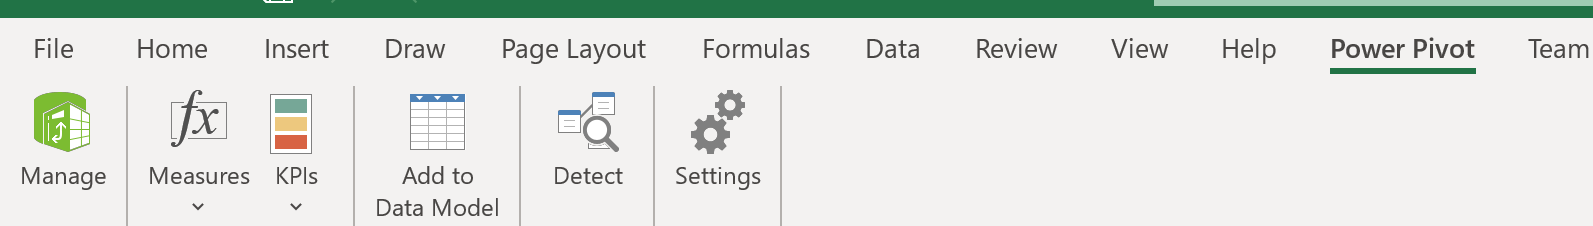 File Home Insert Draw Page Layout Formulas Data Review View Help Power Pivot Team
fx
Manage Measures KPIs Add to Data Model Detect Settings